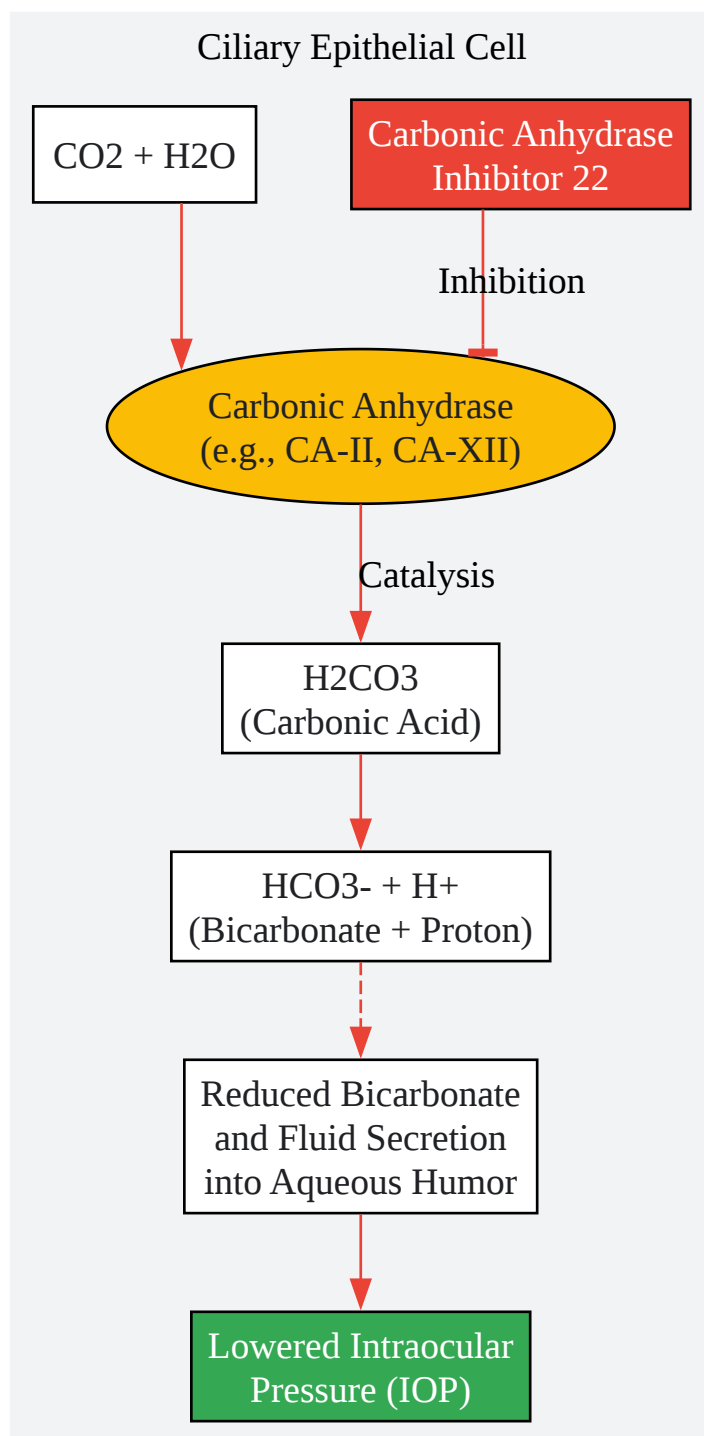 Ciliary Epithelial Cell
CO2 + H2O
Carbonic Anhydrase
Inhibitor 22
Inhibition
Carbonic Anhydrase
(e.g., CA-II, CA-XII)
Catalysis
H2CO3
(Carbonic Acid)
HCO3- + H+
(Bicarbonate + Proton)
Reduced Bicarbonate
and Fluid Secretion
into Aqueous Humor
Lowered Intraocular
Pressure (IOP)